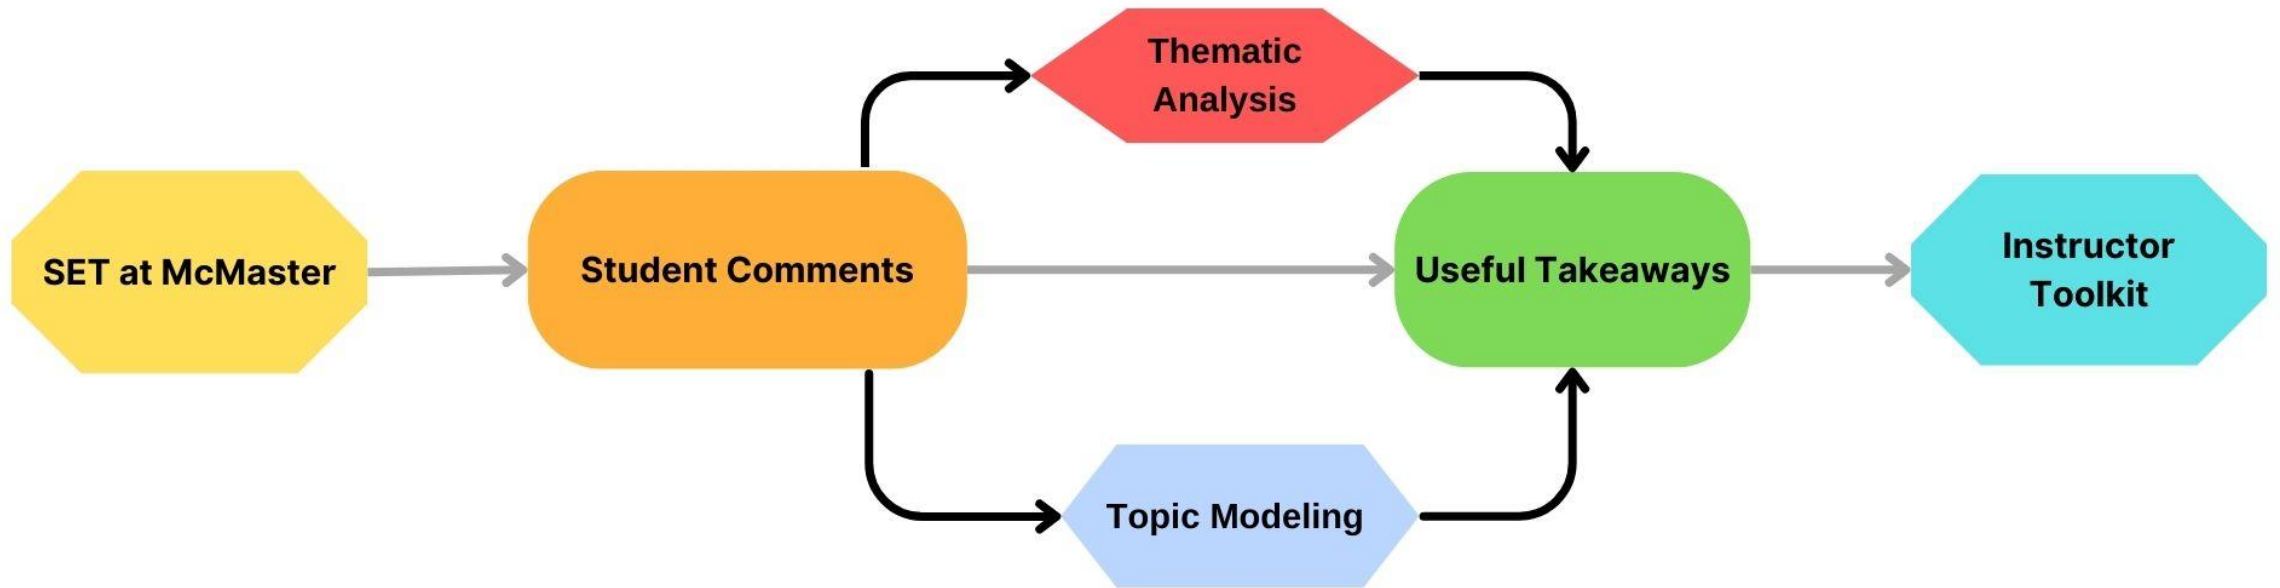 Thematic
Analysis
SET at McMaster
Student Comments
Useful Takeaways
Instructor
Toolkit
Topic Modeling